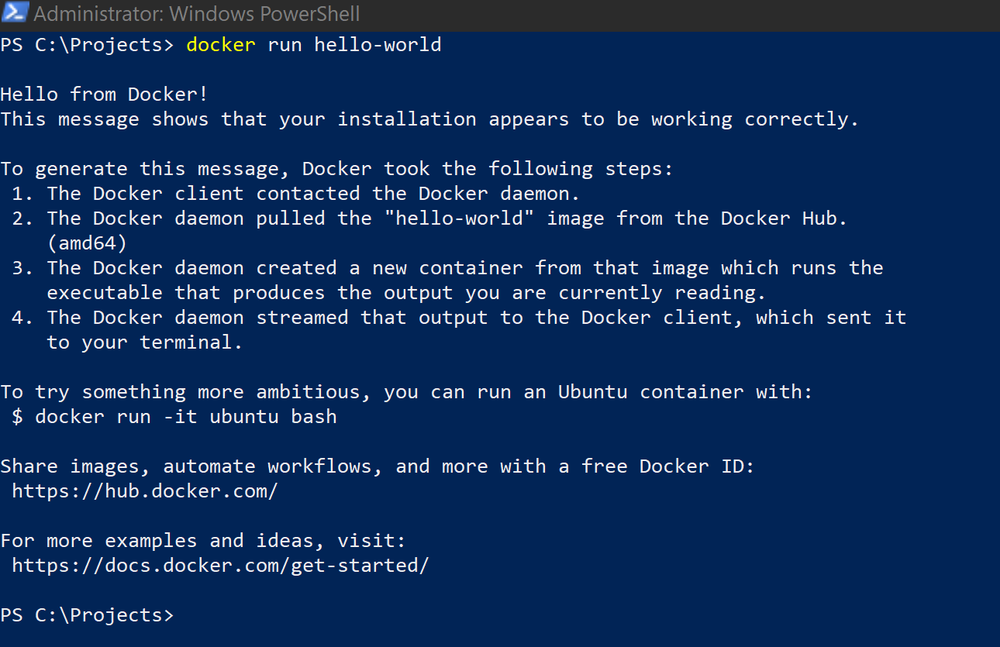 Administrator: Windows PowerShell
PS C:\Projects> docker run hello-world
Hello from Docker!
This message shows that your installation appears to be working correctly.
To generate this message, Docker took the following steps:
1. The Docker client contacted the Docker daemon.
2. The Docker daemon pulled the "hello-world" image from the Docker Hub.
(amd64)
3. The Docker daemon created a new container from that image which runs the
executable that produces the output you are currently reading.
4. The Docker daemon streamed that output to the Docker client, which sent it
to your terminal.
To try something more ambitious, you can run an Ubuntu container with:
$ docker run -it ubuntu bash
Share images, automate workflows, and more with a free Docker ID:
https://hub.docker.com/
For more examples and ideas, visit:
https://docs.docker.com/get-started/
PS C:\Projects>